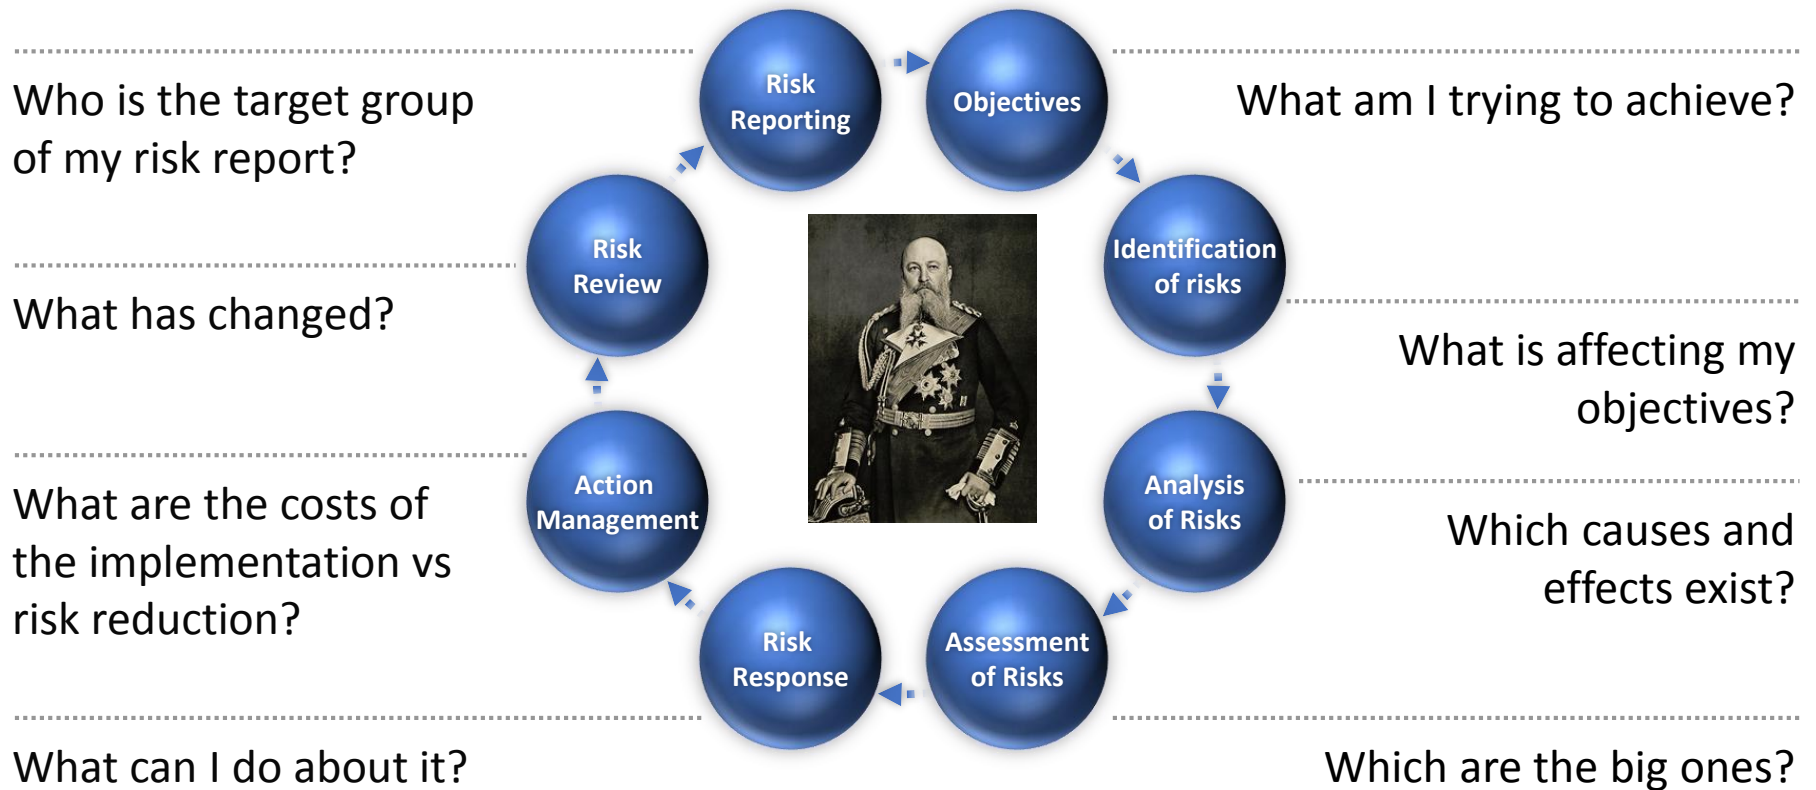 Risk
Reporting
Objectives
Who is the target group
of my risk report?
What am I trying to achieve?
Risk
Review
Identification
of risks
What has changed?
What is affecting my
objectives?
Action
Management
Analysis
of Risks
What are the costs of
the implementation vs
risk reduction?
Which causes and
effects exist?
Risk
Response
Assessment
of Risks
What can I do about it?
Which are the big ones?